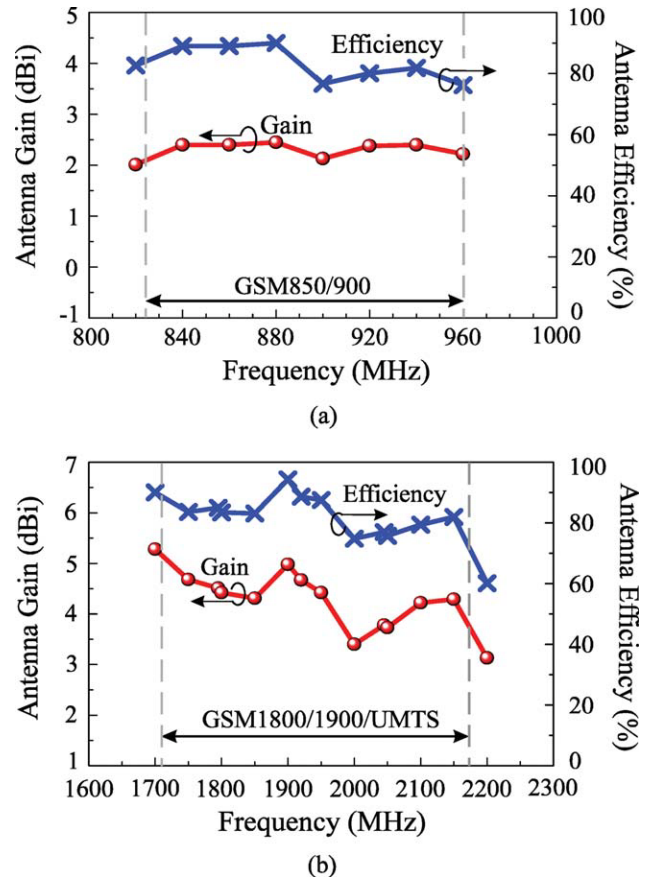 5
4
3
2
1
0
-1
100
80
60
40
20
0
Antenna Gain (dBi)
Antenna Efficiency (%)
Efficiency
Gain
GSM850/900
800 840 880 920 960 1000
Frequency (MHz)
(a)
7
6
5
4
3
2
1
100
80
60
40
20
0
Antenna Gain (dBi)
Antenna Efficiency (%)
Efficiency
Gain
GSM1800/1900/UMTS
1600 1700 1800 1900 2000 2100 2200 2300
Frequency (MHz)
(b)